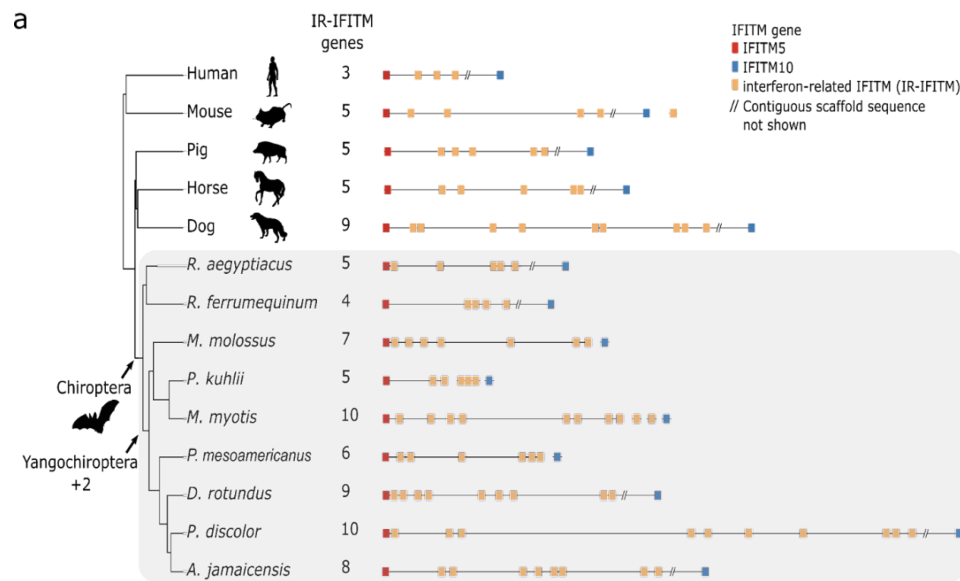 a
IR-IFITM
genes
IFITM gene
IFITM5
IFITM10
interferon-related IFITM (IR-IFITM)
// Contiguous scaffold sequence
not shown
Human 3 //
Mouse 5 //
Pig 5 //
Horse 5 //
Dog 9 //
R. aegyptiacus 5 //
R. ferrumequinum 4 //
M. molossus 7
P. kuhlii 5
M. myotis 10
P. mesoamericanus 6
D. rotundus 9 //
P. discolor 10 //
A. jamaicensis 8 //
Chiroptera
Yangochiroptera
+2